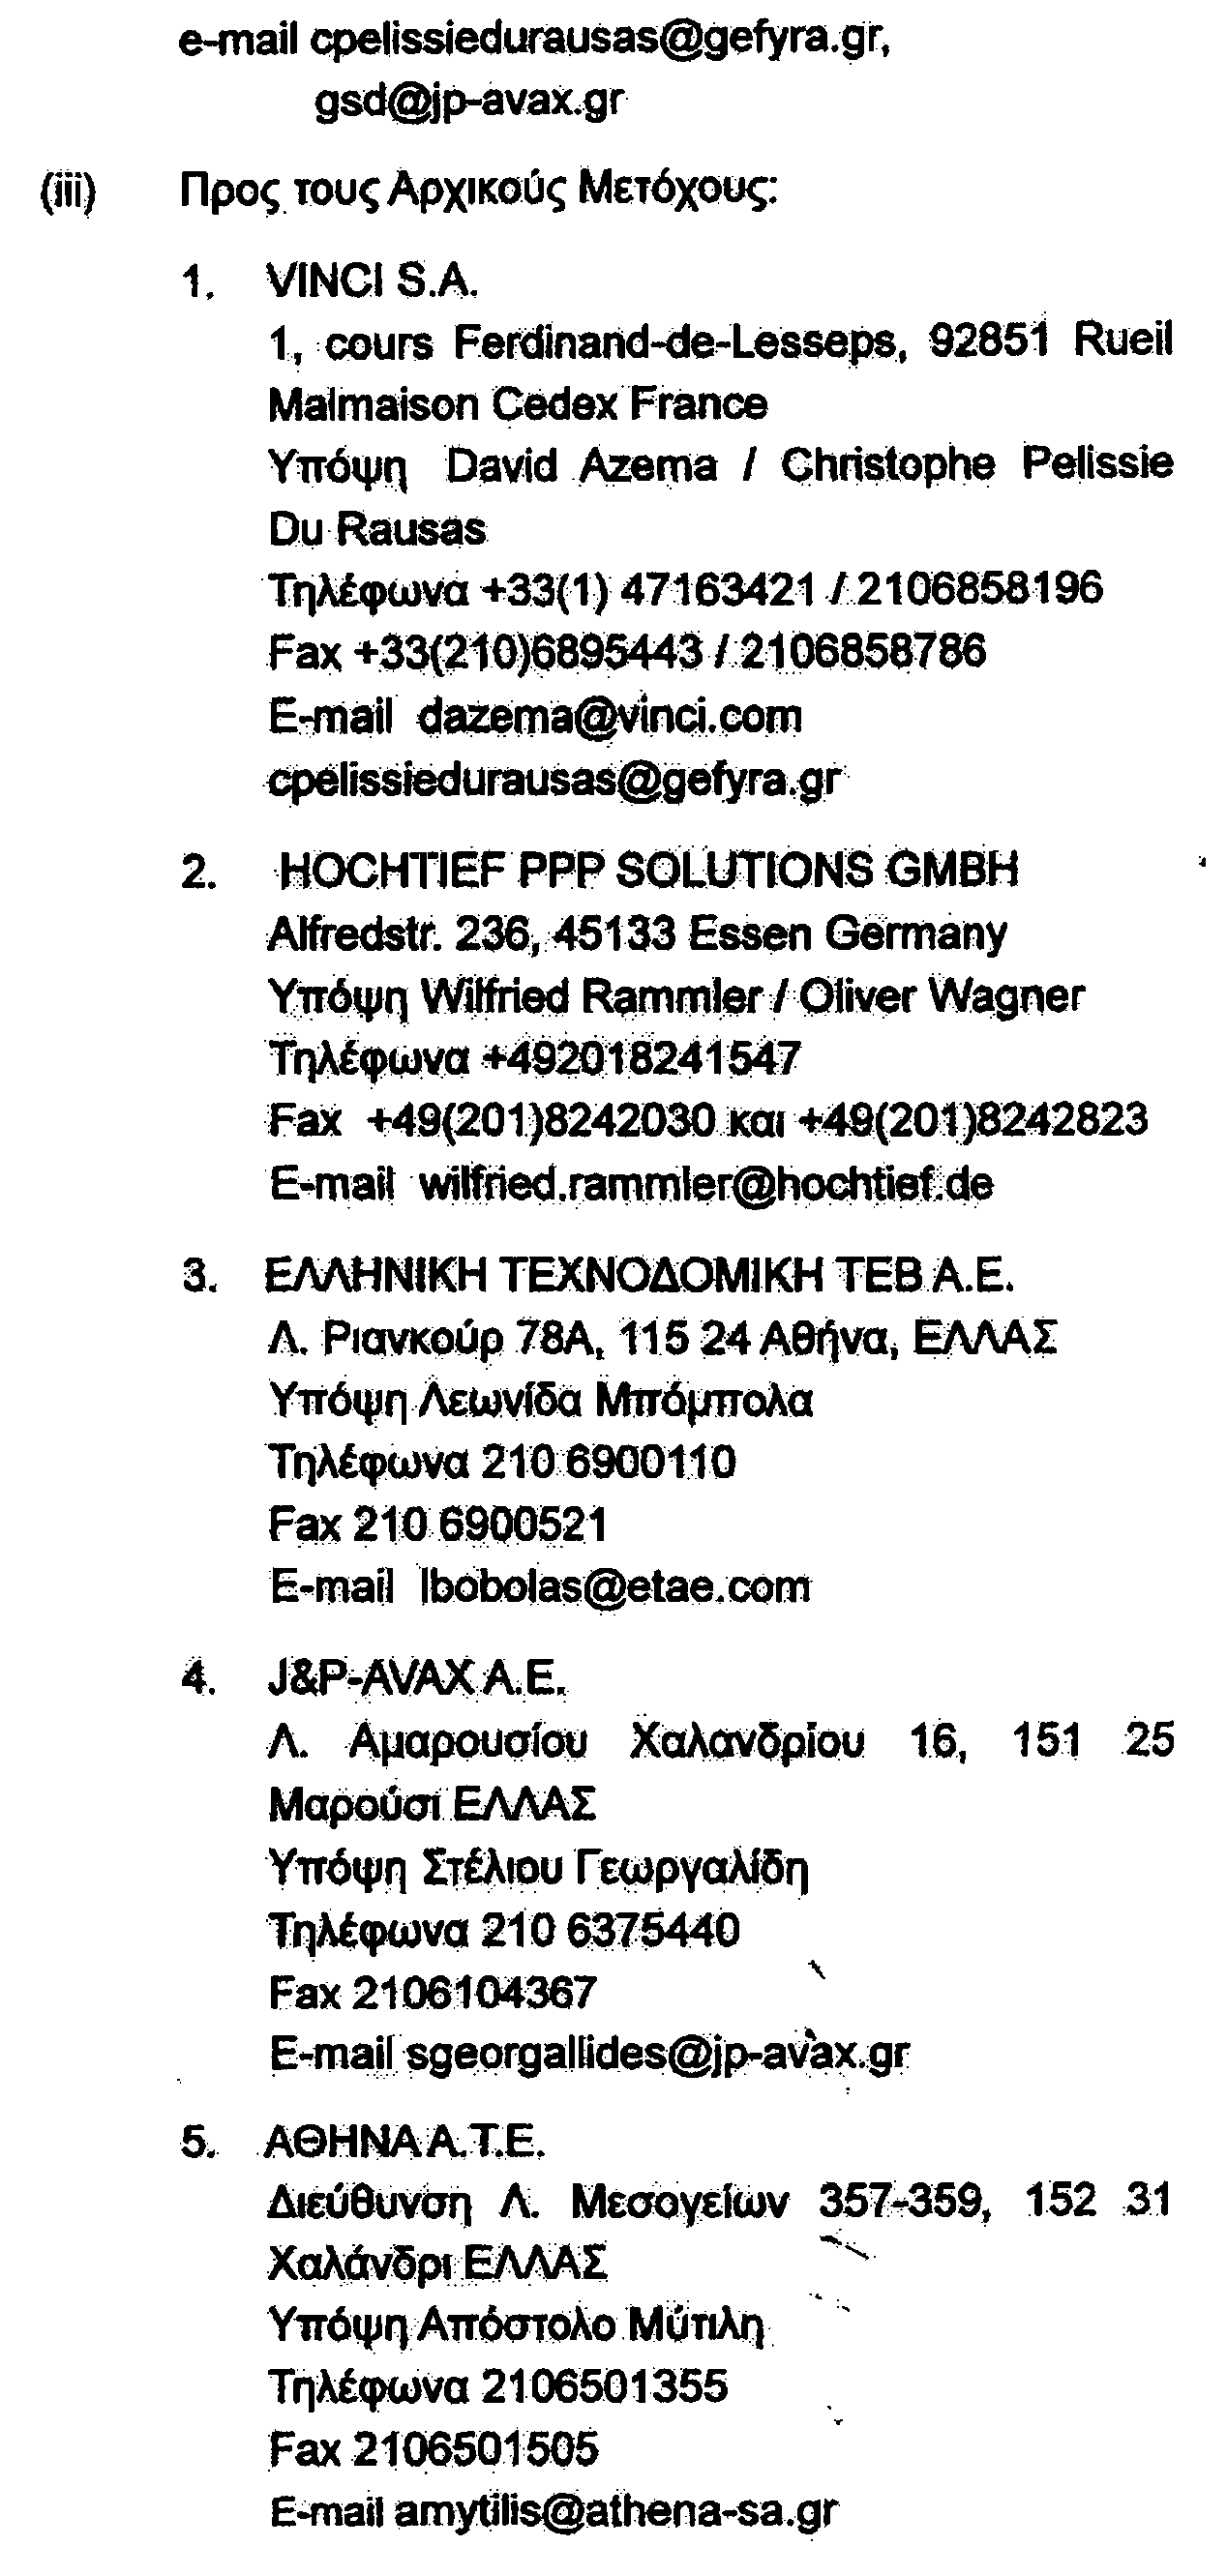 e-mail cpelissiedurausas@gefyra.gr,
gsd@jp-avax.gr
(iii) Προς τους Αρχικούς Μετόχους:
1. VINCI S.A.
1, cours Ferdinand-de-Lesseps, 92851 Rueil
Malmaison Cedex France
Υπόψη David Azema / Christophe Pelissie
Du Rausas
Τηλέφωνα +33(1) 47163421 / 2106858196
Fax +33(210)6895443 / 2106858786
E-mail dazema@vinci.com
cpelissiedurausas@gefyra.gr
2. HOCHTIEF PPP SOLUTIONS GMBH
Alfredstr. 236, 45133 Essen Germany
Υπόψη Wilfried Rammler / Oliver Wagner
Τηλέφωνα +492018241547
Fax +49(201)8242030 και +49(201)8242823
E-mail wilfried.rammler@hochtief.de
3. ΕΛΛΗΝΙΚΗ ΤΕΧΝΟΔΟΜΙΚΗ ΤΕΒ Α.Ε.
Λ. Ριανκούρ 78Α, 115 24 Αθήνα, ΕΛΛΑΣ
Υπόψη Λεωνίδα Μπόμπολα
Τηλέφωνα 210 6900110
Fax 210 6900521
E-mail lbobolas@etae.com
4. J&P-AVAX A.E.
Λ. Αμαρουσίου Χαλανδρίου 16, 151 25
Μαρούσι ΕΛΛΑΣ
Υπόψη Στέλιου Γεωργαλίδη
Τηλέφωνα 210 6375440
Fax 2106104367
E-mail sgeorgallides@jp-avax.gr
5. ΑΘΗΝΑ Α.Τ.Ε.
Διεύθυνση Λ. Μεσογείων 357-359, 152 31
Χαλάνδρι ΕΛΛΑΣ
Υπόψη Απόστολο Μύτιλη
Τηλέφωνα 2106501355
Fax 2106501505
E-mail amytilis@athena-sa.gr